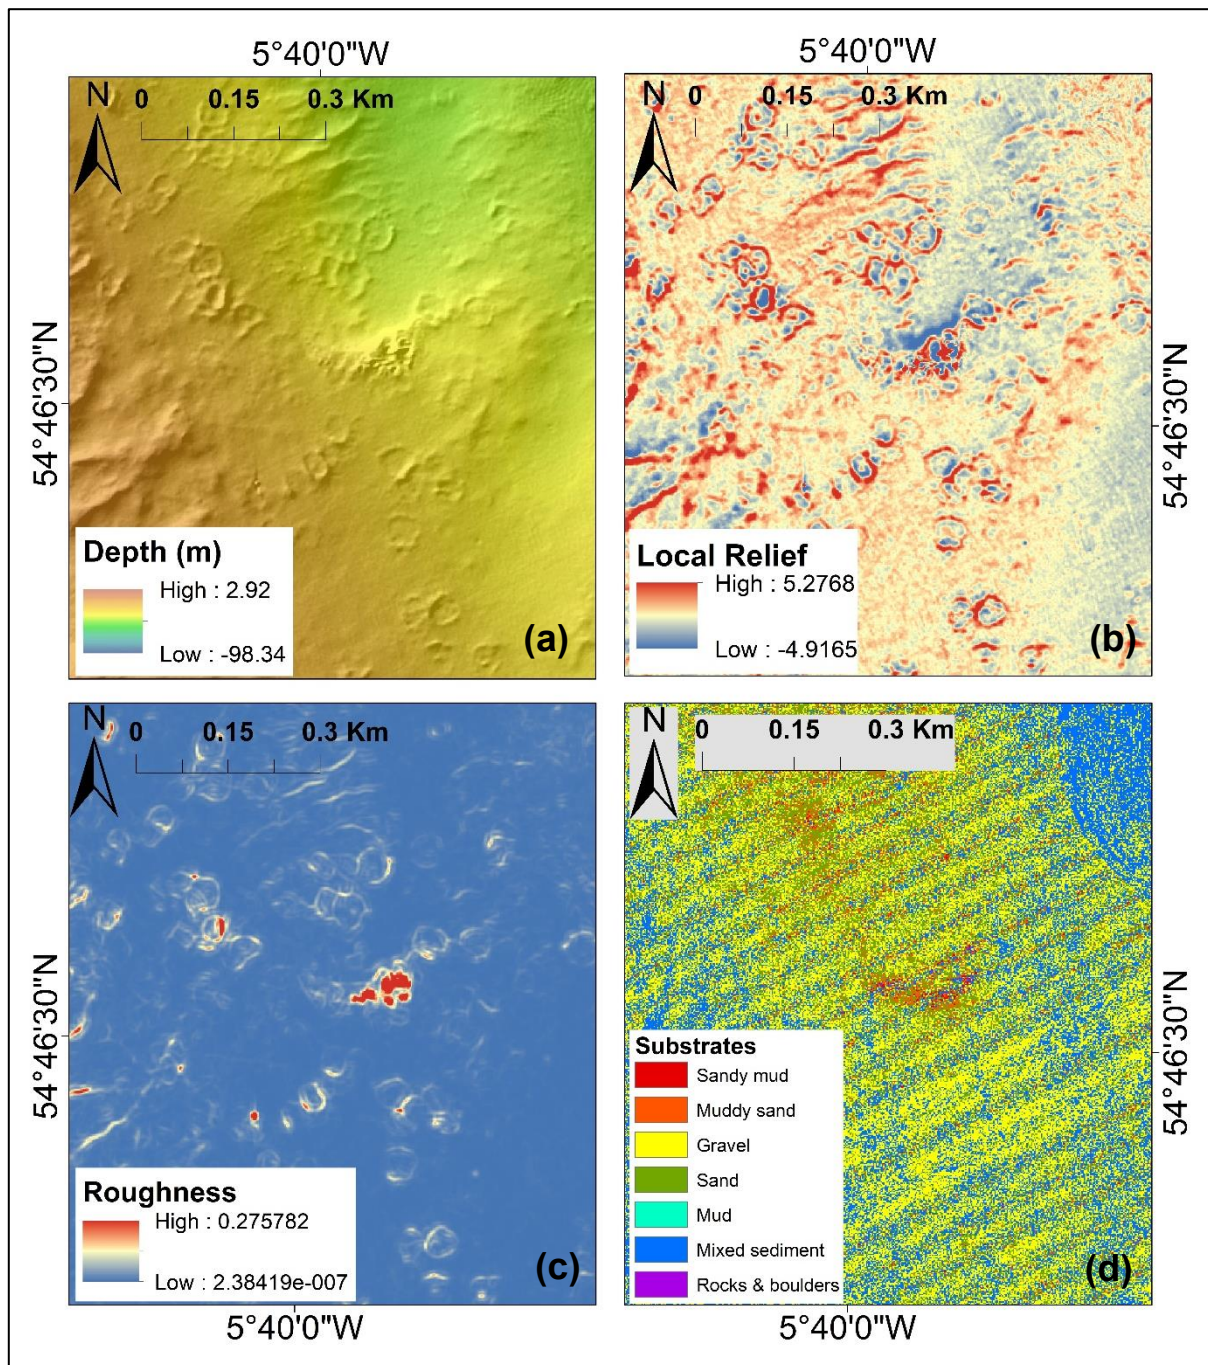 5°40'0"W
5°40'0"W
N
0 0.15 0.3 Km
N
0 0.15 0.3 Km
54°46'30"N
54°46'30"N
Depth (m)
High : 2.92
Low : -98.34
(a)
Local Relief
High : 5.2768
Low : -4.9165
(b)
N
0 0.15 0.3 Km
N
0 0.15 0.3 Km
54°46'30"N
54°46'30"N
Roughness
High : 0.275782
Low : 2.38419e-007
(c)
Substrates
Sandy mud
Muddy sand
Gravel
Sand
Mud
Mixed sediment
Rocks & boulders
(d)
5°40'0"W
5°40'0"W